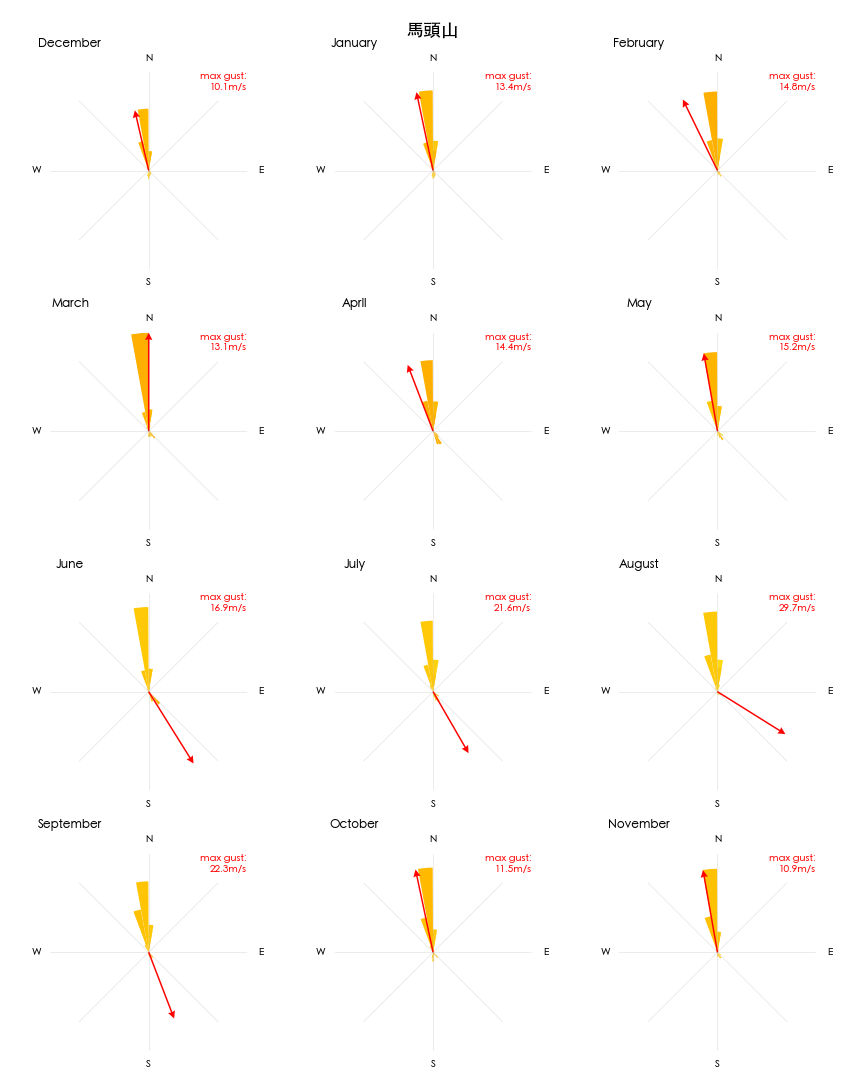 馬頭山
December
N
max gust:
10.1m/s
W
E
S
January
N
max gust:
13.4m/s
W
E
S
February
N
max gust:
14.8m/s
W
E
S
March
N
max gust:
13.1m/s
W
E
S
April
N
max gust:
14.4m/s
W
E
S
May
N
max gust:
15.2m/s
W
E
S
June
N
max gust:
16.9m/s
W
E
S
July
N
max gust:
21.6m/s
W
E
S
August
N
max gust:
29.7m/s
W
E
S
September
N
max gust:
22.3m/s
W
E
S
October
N
max gust:
11.5m/s
W
E
S
November
N
max gust:
10.9m/s
W
E
S